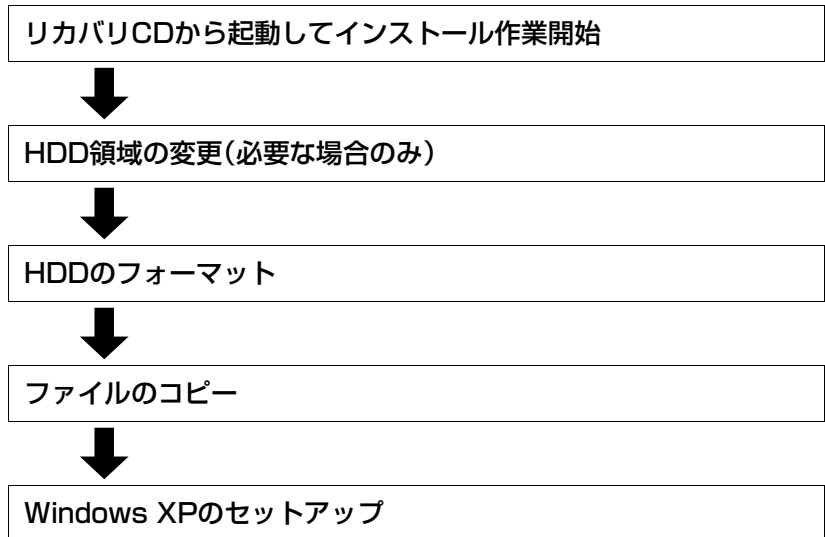 リカバリCDから起動してインストール作業開始
HDD領域の変更(必要な場合のみ)
HDDのフォーマット
ファイルのコピー
Windows XPのセットアップ